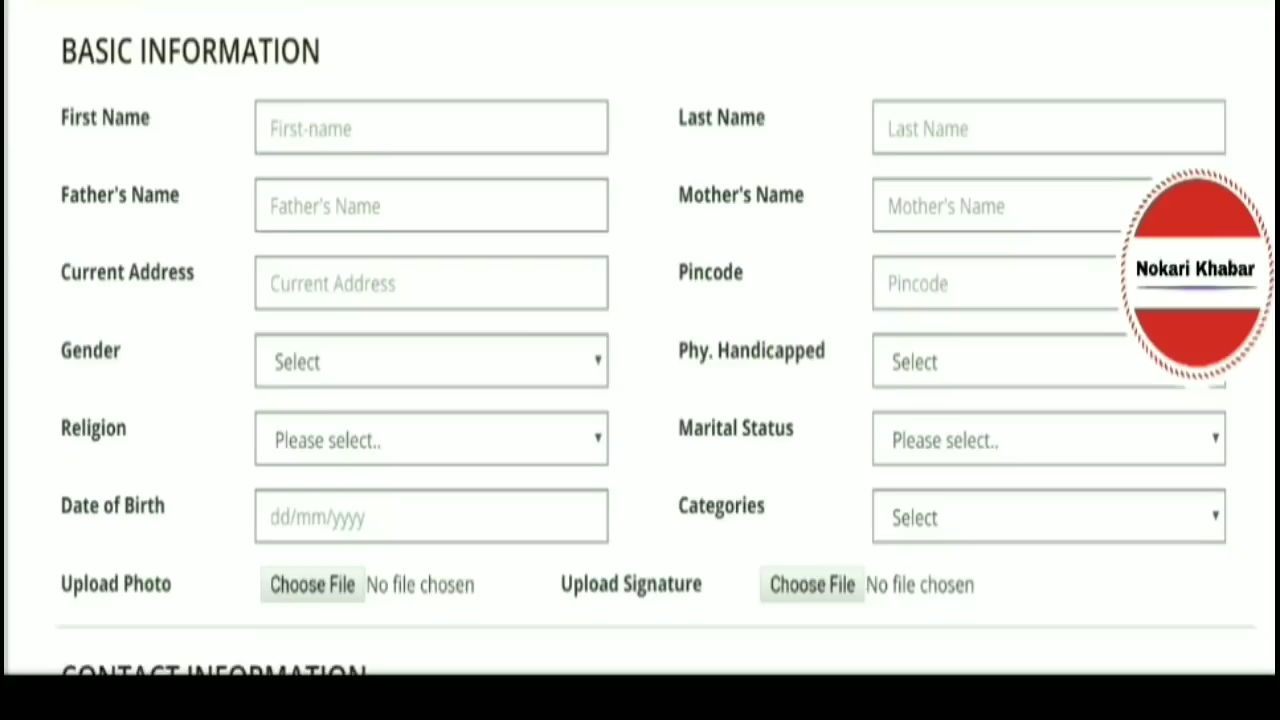 BASIC INFORMATION
First Name First-name Last Name Last Name
Father's Name Father's Name Mother's Name Mother's Name
Current Address Current Address Pincode Pincode
Nokari Khabar
Gender Select Phy. Handicapped Select
Religion Please select.. Marital Status Please select..
Date of Birth dd/mm/yyyy Categories Select
Upload Photo Choose File No file chosen Upload Signature Choose File No file chosen
CONTACT INFORMATION